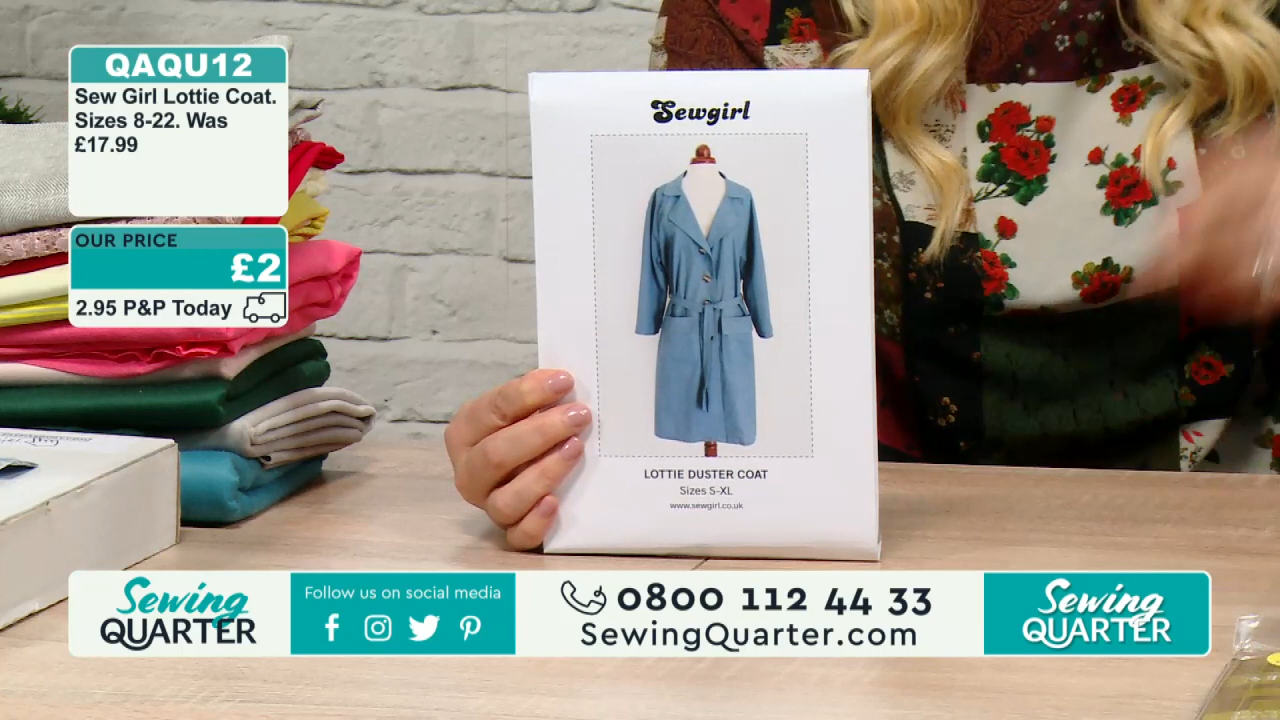 QAQU12
Sew Girl Lottie Coat.
Sizes 8-22. Was
£17.99
OUR PRICE
£2
2.95 P&P Today
Sewgirl
LOTTIE DUSTER COAT
Sizes S-XL
www.sewgirl.co.uk
Sewing
QUARTER
Follow us on social media
0800 112 44 33
SewingQuarter.com
Sewing
QUARTER